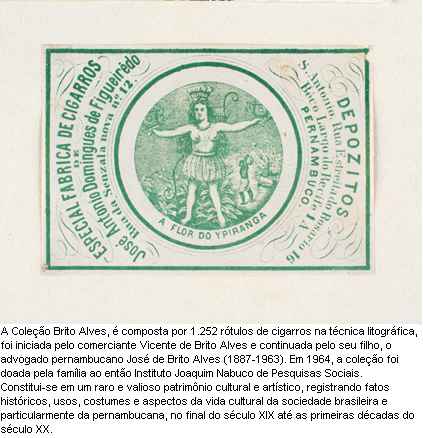 ESPECIAL FABRICA DE CIGARROS
DE
José Antonio Domingues de Figueirêdo
Rua da Senzala nova nº 12
A FLOR DO YPIRANGA
DEPOZITOS
S. Antonio, Rua Estreita do Rosario 16
Beco Largo do Recife 1 A
PERNAMBUCO
A Coleção Brito Alves, é composta por 1.252 rótulos de cigarros na técnica litográfica,
foi iniciada pelo comerciante Vicente de Brito Alves e continuada pelo seu filho, o
advogado pernambucano José de Brito Alves (1887-1963). Em 1964, a coleção foi
doada pela família ao então Instituto Joaquim Nabuco de Pesquisas Sociais.
Constitui-se em um raro e valioso patrimônio cultural e artístico, registrando fatos
históricos, usos, costumes e aspectos da vida cultural da sociedade brasileira e
particularmente da pernambucana, no final do século XIX até as primeiras décadas do
século XX.